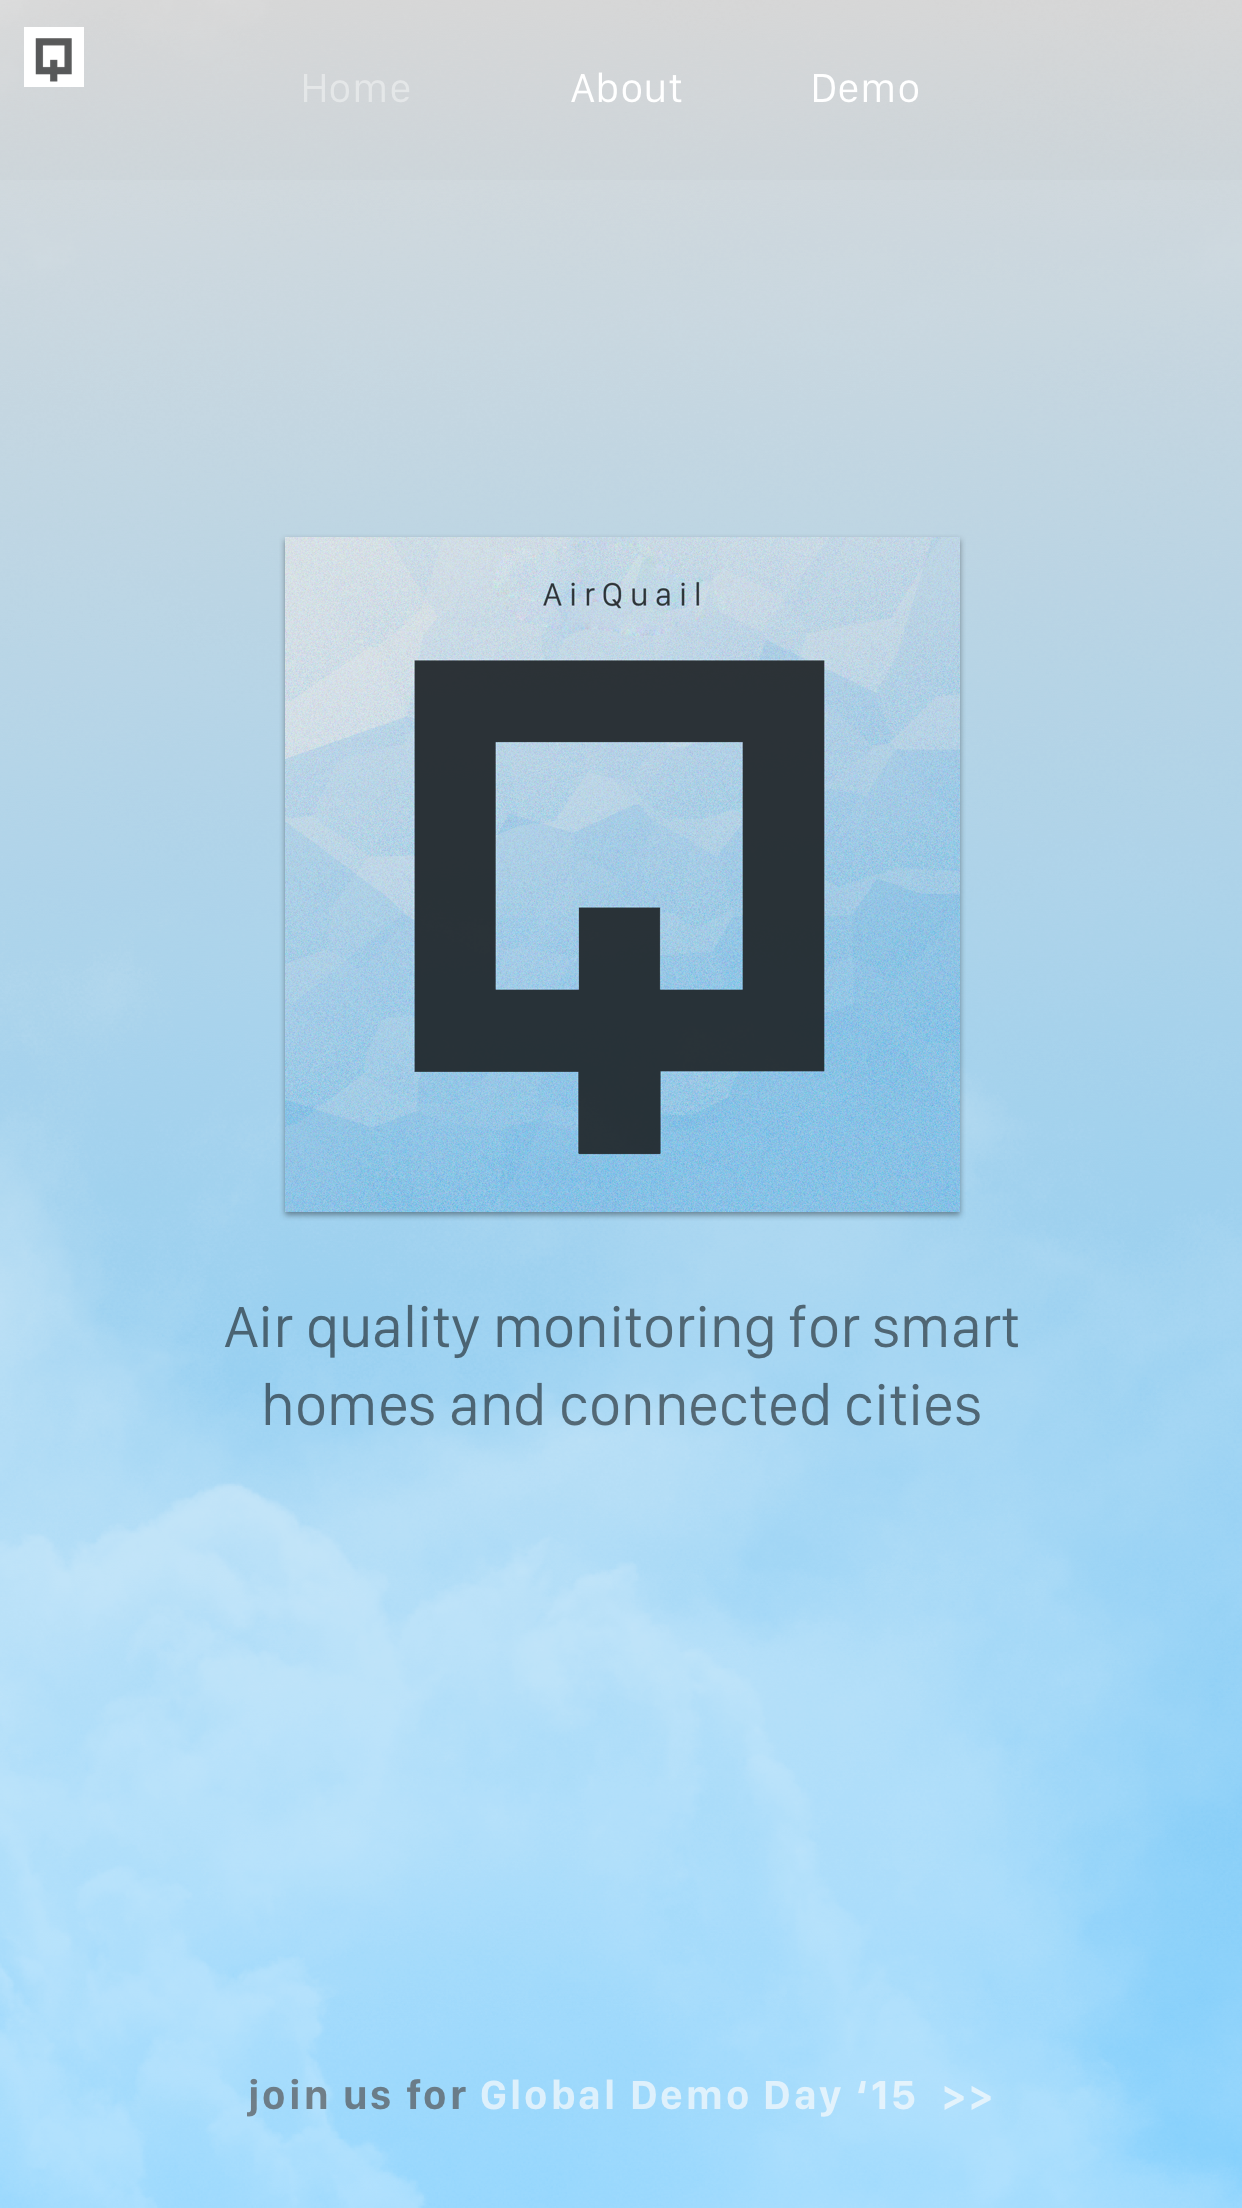 Home About Demo
AirQuail
Air quality monitoring for smart
homes and connected cities
join us for Global Demo Day ‘15 >>